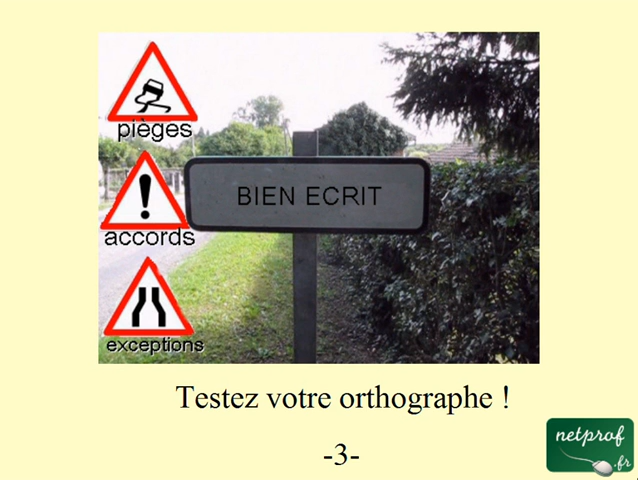 pièges
accords
exceptions
BIEN ECRIT
Testez votre orthographe !
-3-
netprof
.fr